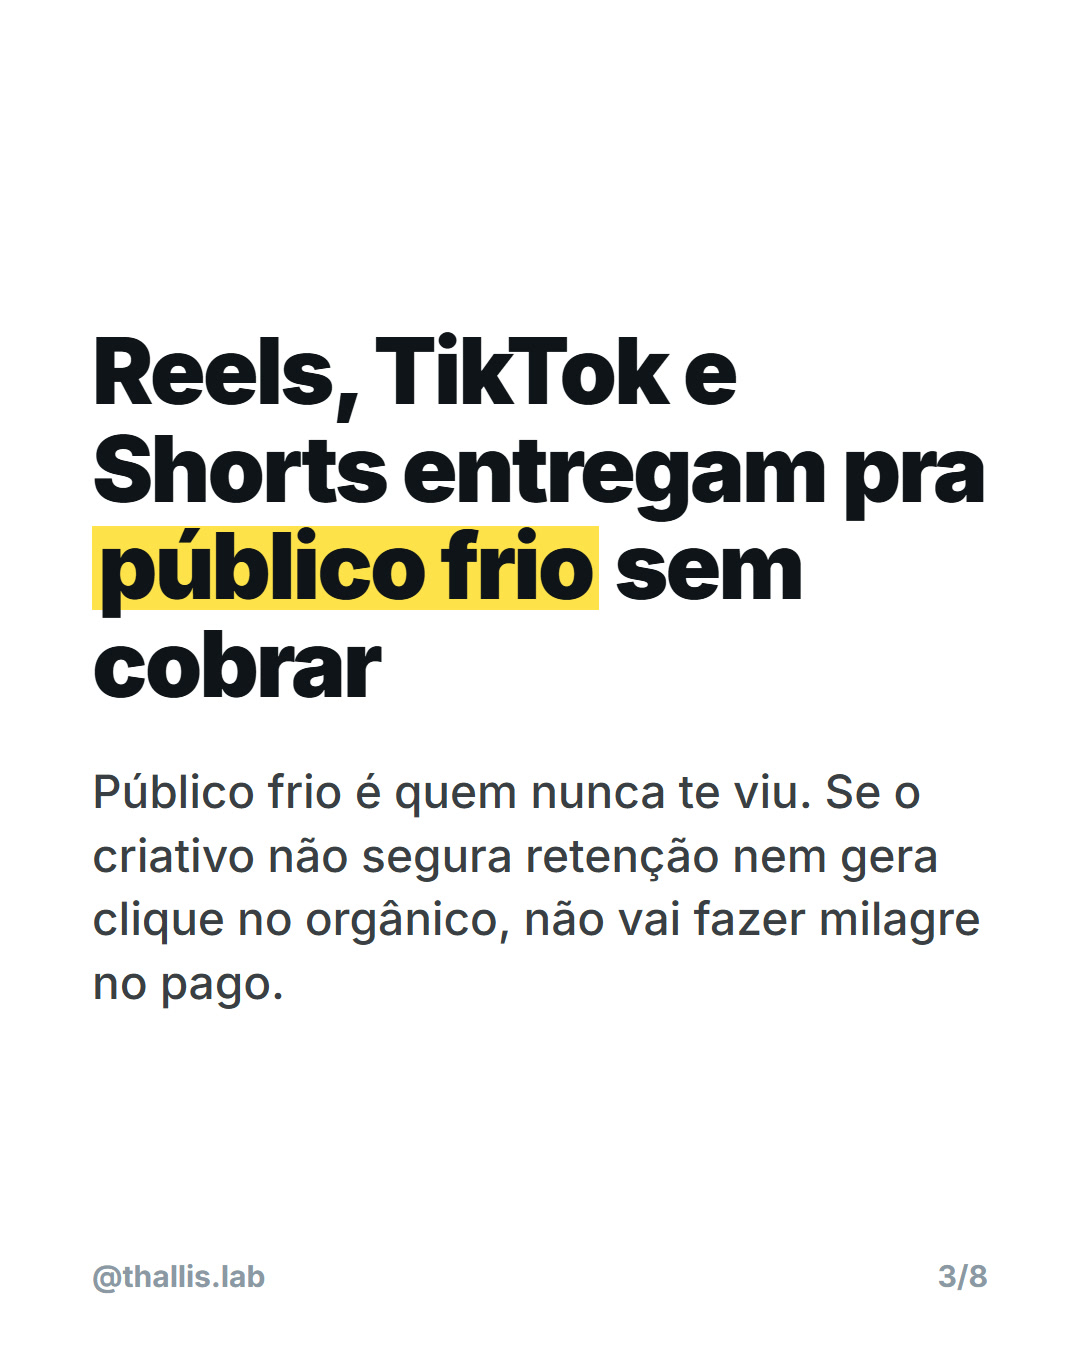 Reels, TikTok e
Shorts entregam pra
público frio sem
cobrar
Público frio é quem nunca te viu. Se o
criativo não segura retenção nem gera
clique no orgânico, não vai fazer milagre
no pago.
@thallis.lab
3/8